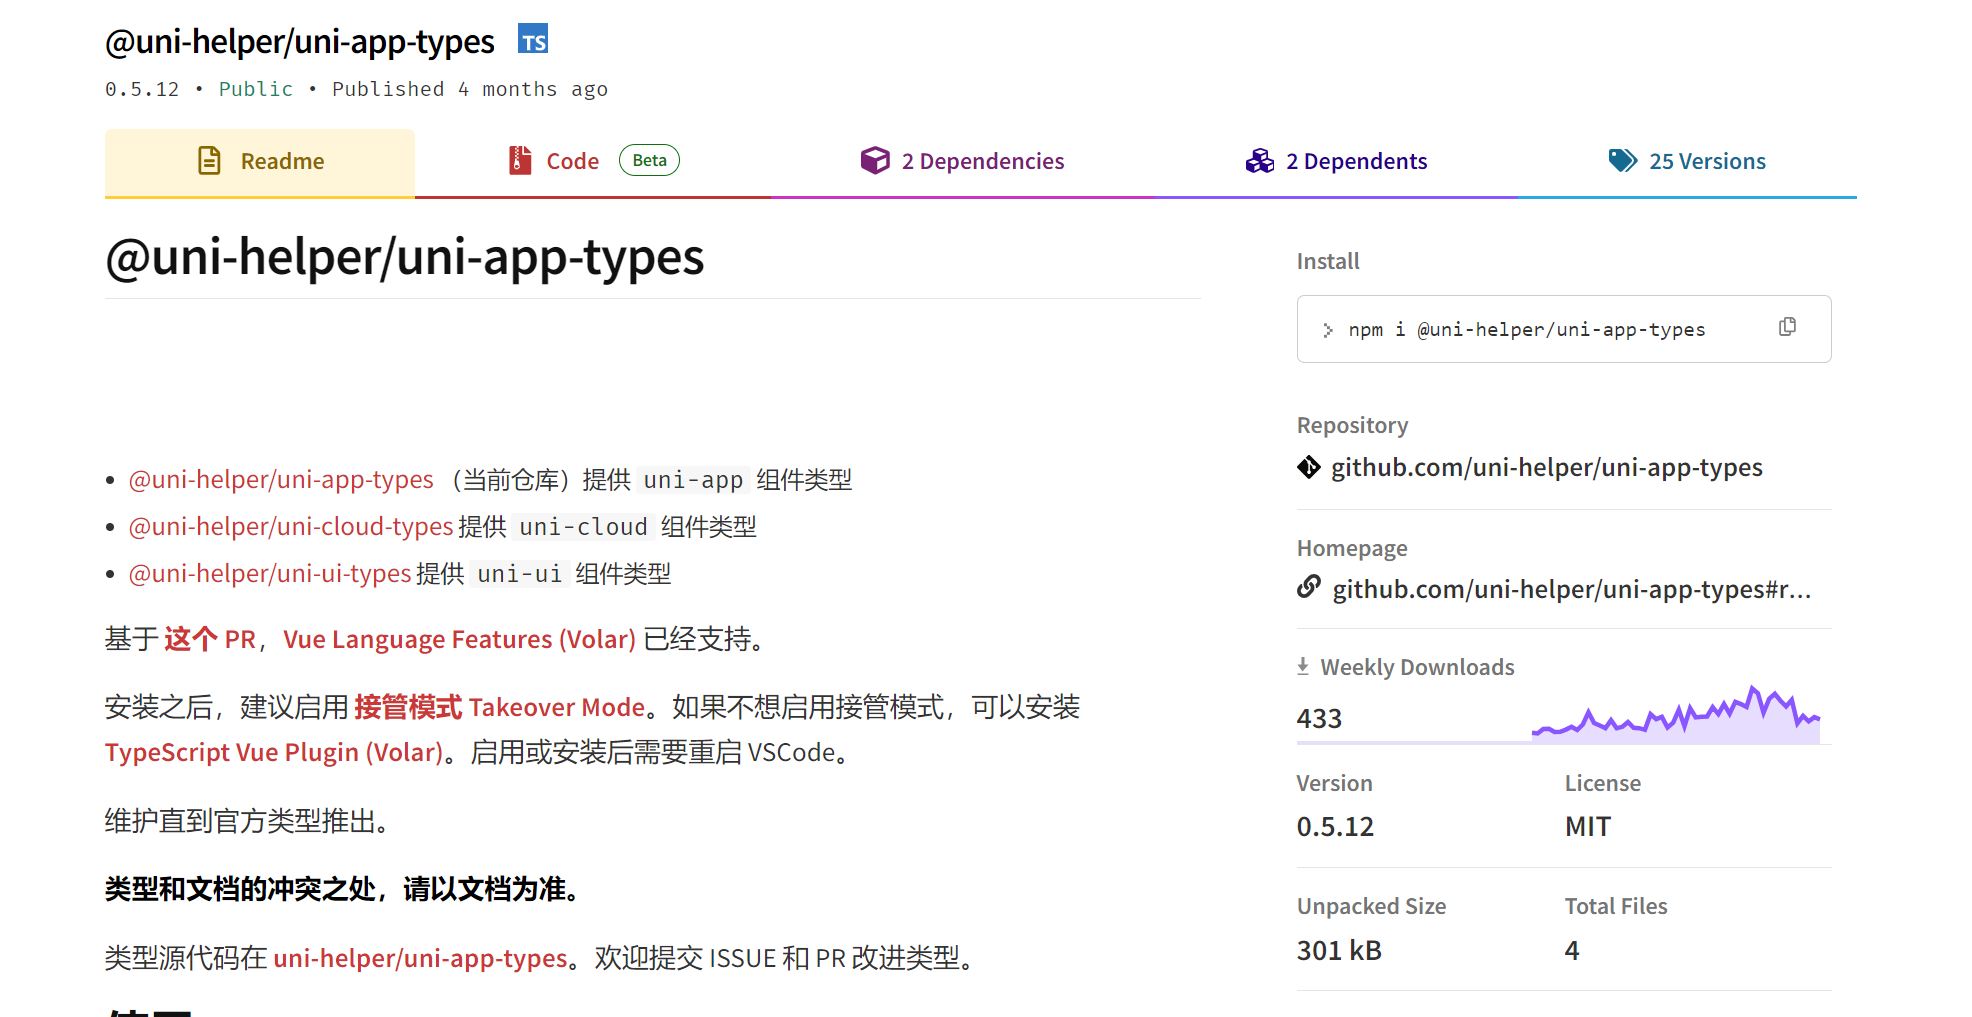 @uni-helper/uni-app-types TS
0.5.12 • Public • Published 4 months ago
Readme
Code Beta
2 Dependencies
2 Dependents
25 Versions
@uni-helper/uni-app-types
• @uni-helper/uni-app-types （当前仓库）提供 uni-app 组件类型
• @uni-helper/uni-cloud-types 提供 uni-cloud 组件类型
• @uni-helper/uni-ui-types 提供 uni-ui 组件类型
基于 这个 PR，Vue Language Features (Volar) 已经支持。
安装之后，建议启用 接管模式 Takeover Mode。如果不想启用接管模式，可以安装
TypeScript Vue Plugin (Volar)。启用或安装后需要重启 VSCode。
维护直到官方类型推出。
类型和文档的冲突之处，请以文档为准。
类型源代码在 uni-helper/uni-app-types。欢迎提交 ISSUE 和 PR 改进类型。
Install
npm i @uni-helper/uni-app-types
Repository
github.com/uni-helper/uni-app-types
Homepage
github.com/uni-helper/uni-app-types#r...
Weekly Downloads
433
Version
0.5.12
License
MIT
Unpacked Size
301 kB
Total Files
4